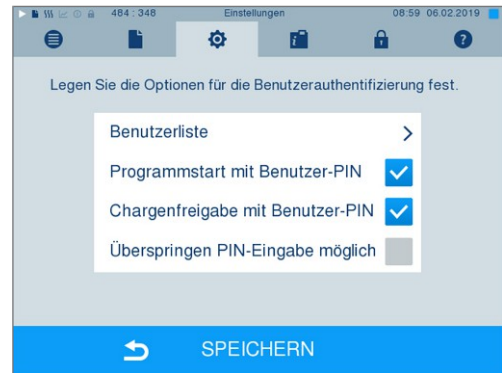 484 : 348 Einstellungen 08:59 06.02.2019
Legen Sie die Optionen für die Benutzerauthentifizierung fest.
Benutzerliste
Programmstart mit Benutzer-PIN
Chargenfreigabe mit Benutzer-PIN
Überspringen PIN-Eingabe möglich
SPEICHERN